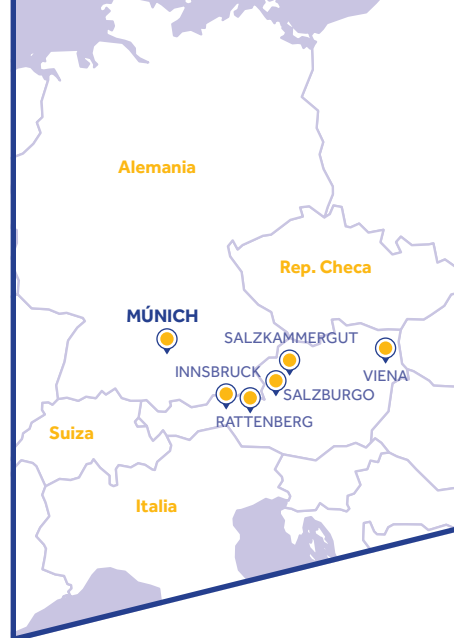 Alemania
Rep. Checa
MÚNICH
SALZKAMMERGUT
INNSBRUCK
VIENA
SALZBURGO
RATTENBERG
Suiza
Italia